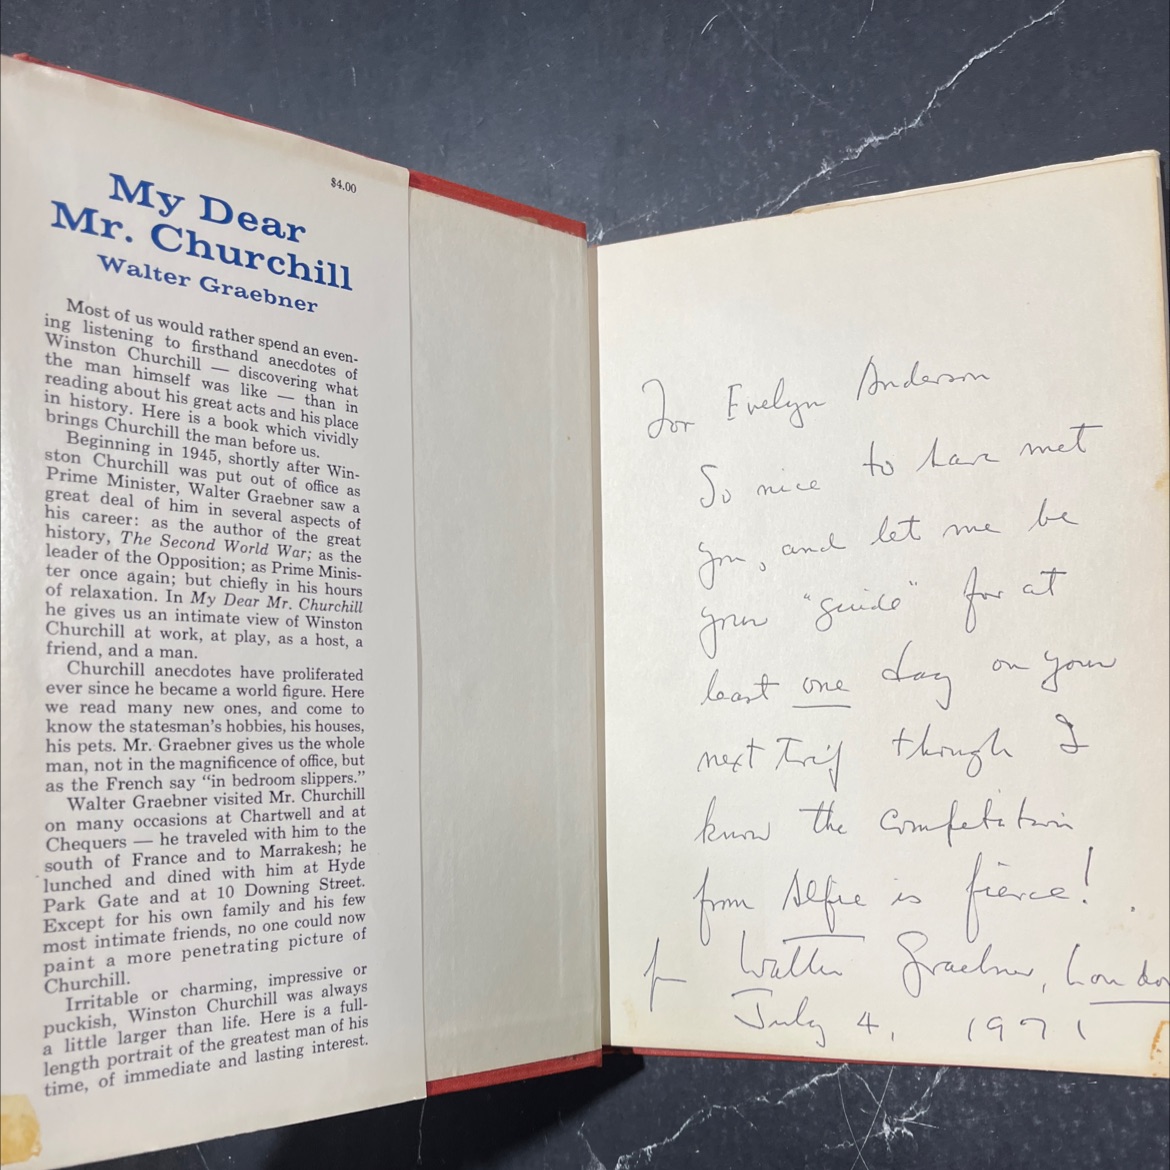 $4.00
My Dear
Mr. Churchill
Walter Graebner
Most of us would rather spend an even-
ing listening to firsthand anecdotes of
Winston Churchill — discovering what
the man himself was like — than in
reading about his great acts and his place
in history. Here is a book which vividly
brings Churchill the man before us.
Beginning in 1945, shortly after Win-
ston Churchill was put out of office as
Prime Minister, Walter Graebner saw a
great deal of him in several aspects of
his career: as the author of the great
history, The Second World War; as the
leader of the Opposition; as Prime Minis-
ter once again; but chiefly in his hours
of relaxation. In My Dear Mr. Churchill
he gives us an intimate view of Winston
Churchill at work, at play, as a host, a
friend, and a man.
Churchill anecdotes have proliferated
ever since he became a world figure. Here
we read many new ones, and come to
know the statesman's hobbies, his houses,
his pets. Mr. Graebner gives us the whole
man, not in the magnificence of office, but
as the French say “in bedroom slippers.”
Walter Graebner visited Mr. Churchill
on many occasions at Chartwell and at
Chequers — he traveled with him to the
south of France and to Marrakesh; he
lunched and dined with him at Hyde
Park Gate and at 10 Downing Street.
Except for his own family and his few
most intimate friends, no one could now
paint a more penetrating picture of
Churchill.
Irritable or charming, impressive or
puckish, Winston Churchill was always
a little larger than life. Here is a full-
length portrait of the greatest man of his
time, of immediate and lasting interest.
For Evelyn Anderson
So nice to have met
you, and let me be
your "guide" for at
least one day on your
next trip though I
know the competition
from Alfie is fierce!
Walter Graebner, London
July 4, 1971